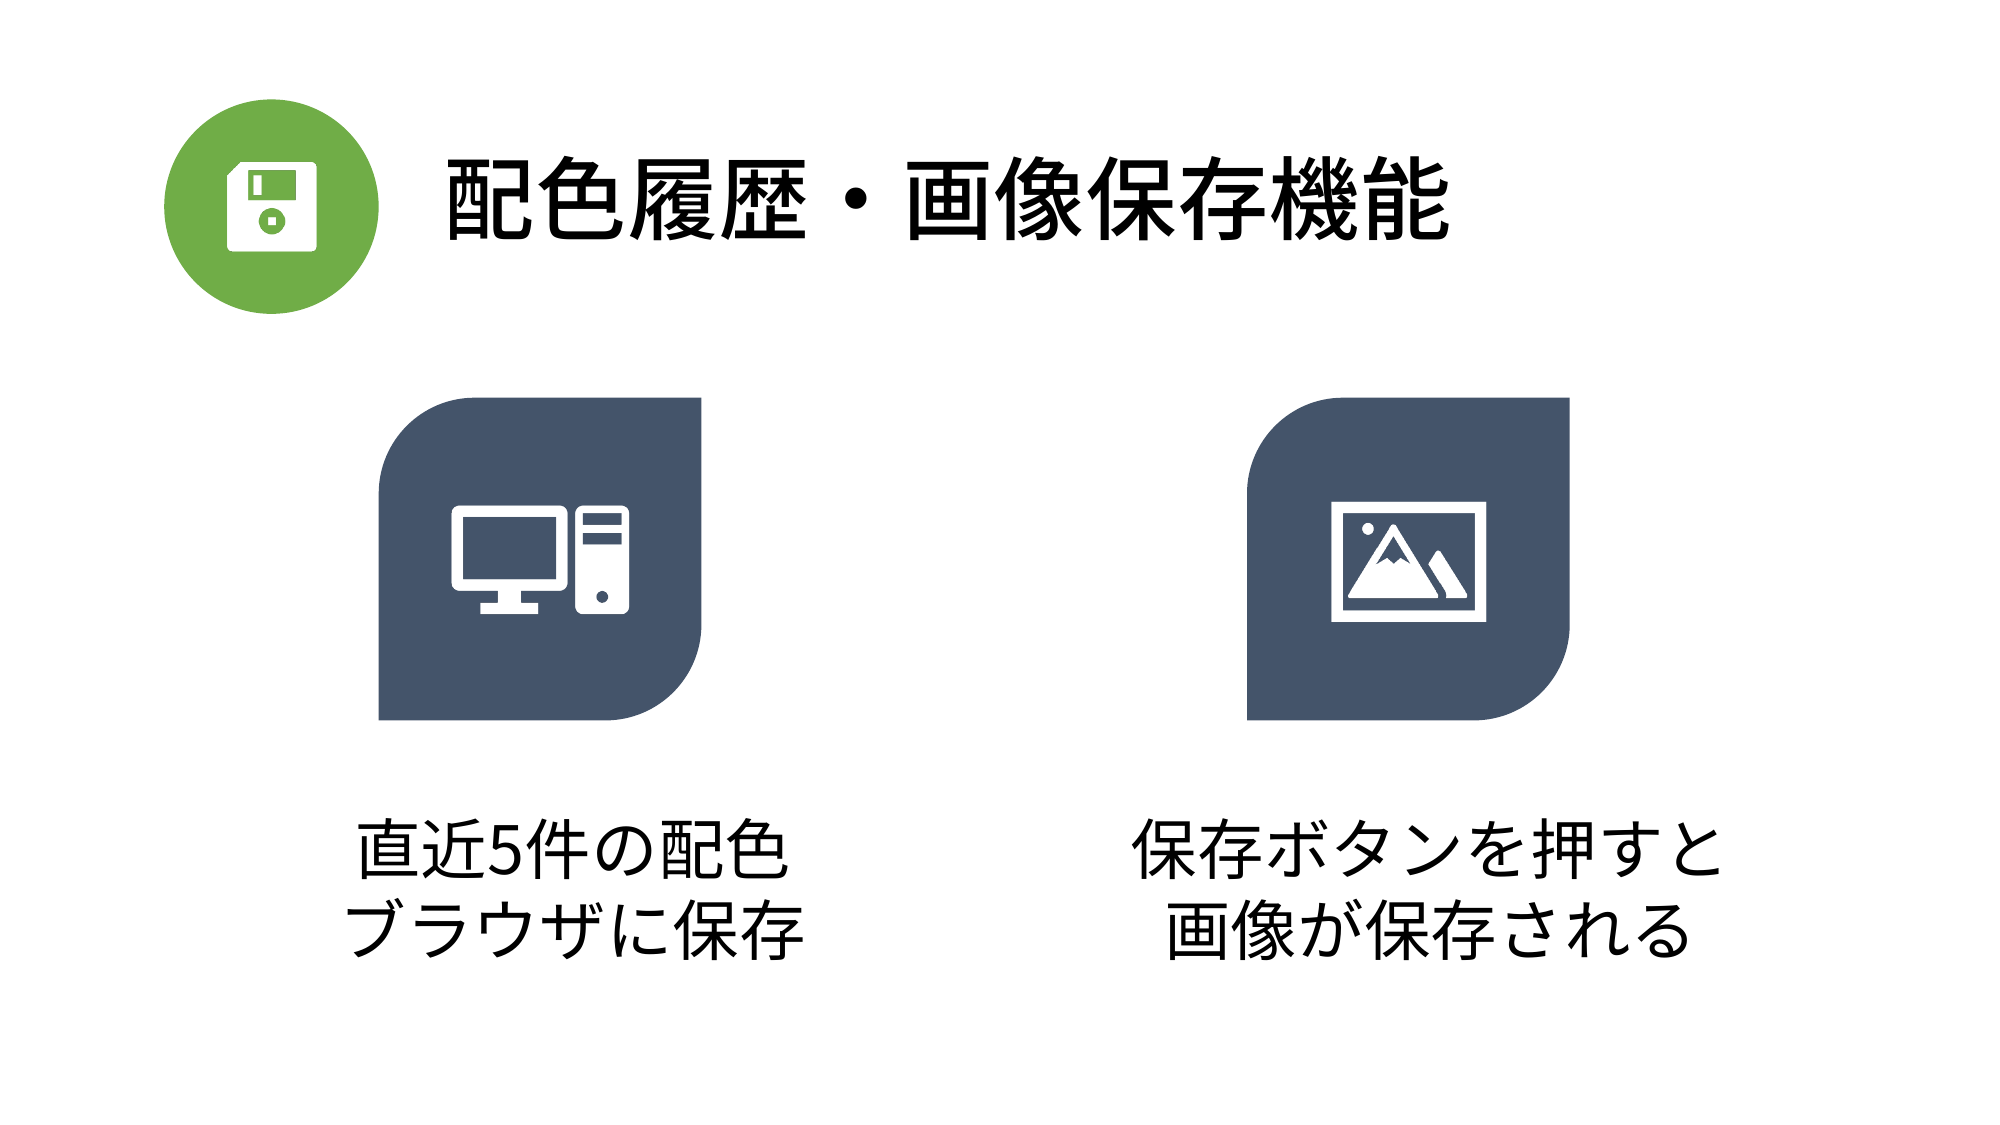 配色履歴・画像保存機能
直近5件の配色
ブラウザに保存
保存ボタンを押すと
画像が保存される